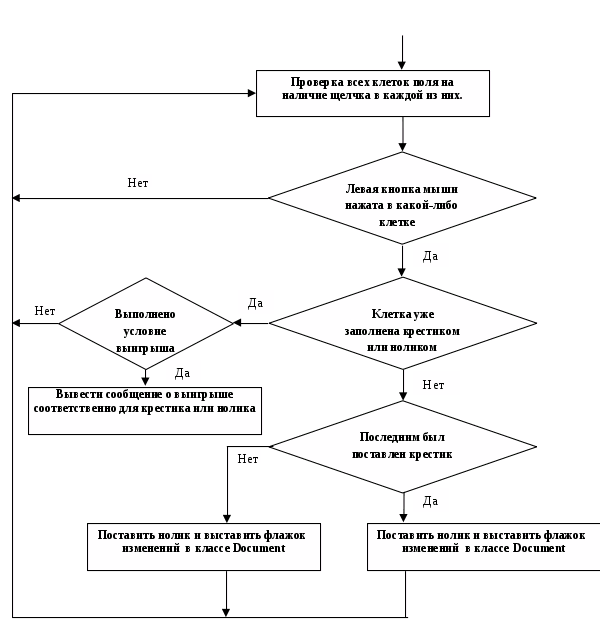 Проверка всех клеток поля на
наличие щелчка в каждой из них.
Нет
Левая кнопка мыши
нажата в какой-либо
клетке
Да
Нет
Выполнено
условие
выигрыша
Да
Клетка уже
заполнена крестиком
или ноликом
Да
Нет
Вывести сообщение о выигрыше
соответственно для крестика или нолика
Последним был
поставлен крестик
Нет
Да
Поставить нолик и выставить флажок
изменений в классе Document
Поставить нолик и выставить флажок
изменений в классе Document